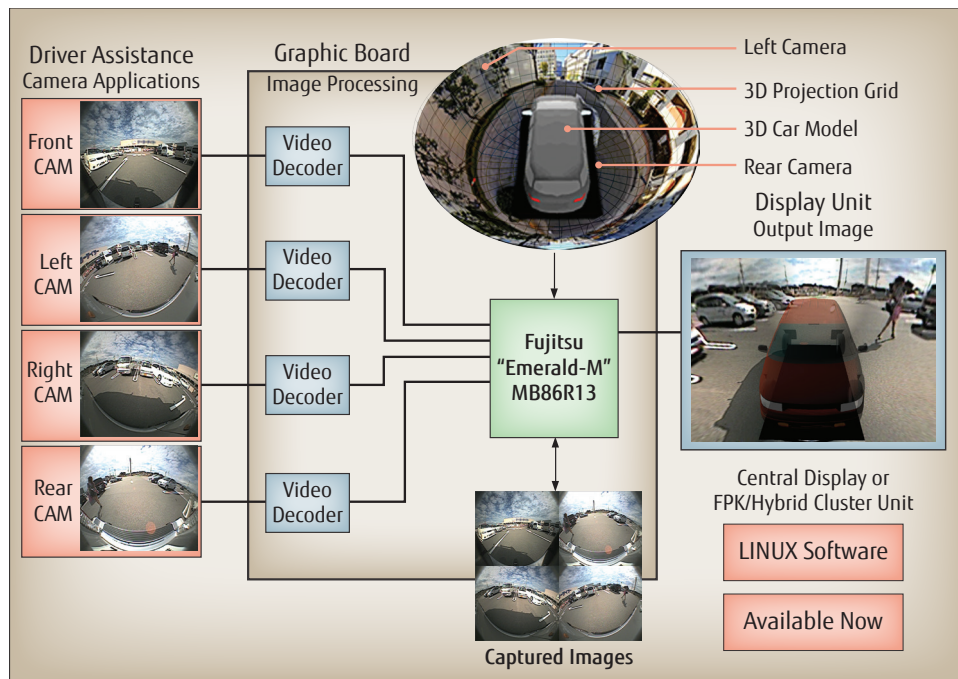 Driver Assistance
Camera Applications
Front
CAM
Left
CAM
Right
CAM
Rear
CAM
Graphic Board
Image Processing
Video
Decoder
Video
Decoder
Video
Decoder
Video
Decoder
Left Camera
3D Projection Grid
3D Car Model
Rear Camera
Fujitsu
“Emerald-M”
MB86R13
Captured Images
Display Unit
Output Image
Central Display or
FPK/Hybrid Cluster Unit
LINUX Software
Available Now